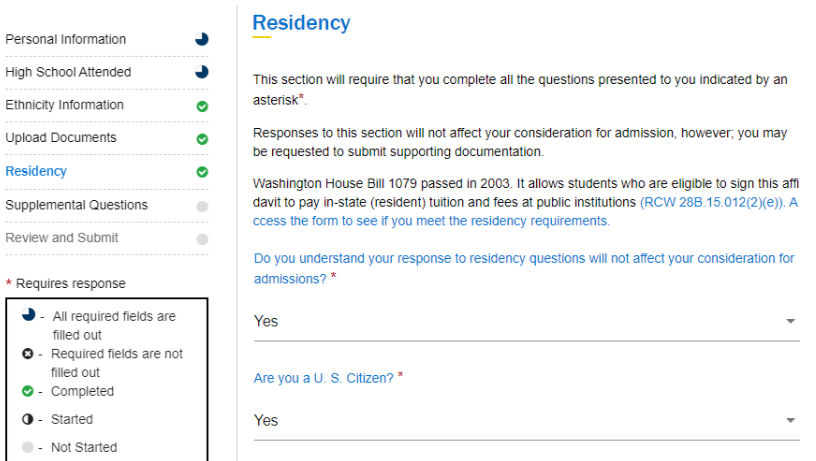 Personal Information
High School Attended
Ethnicity Information
Upload Documents
Residency
Supplemental Questions
Review and Submit
* Requires response
- All required fields are
filled out
- Required fields are not
filled out
- Completed
- Started
- Not Started
Residency
This section will require that you complete all the questions presented to you indicated by an
asterisk*.
Responses to this section will not affect your consideration for admission, however; you may
be requested to submit supporting documentation.
Washington House Bill 1079 passed in 2003. It allows students who are eligible to sign this affi
davit to pay in-state (resident) tuition and fees at public institutions (RCW 28B.15.012(2)(e)). A
ccess the form to see if you meet the residency requirements.
Do you understand your response to residency questions will not affect your consideration for
admissions? *
Yes
Are you a U. S. Citizen? *
Yes